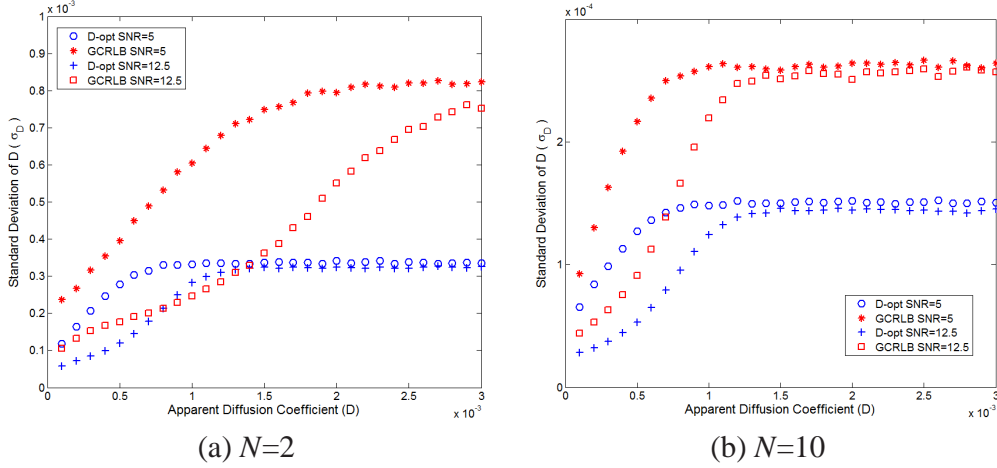 x 10⁻³
1
0.9
0.8
0.7
0.6
0.5
0.4
0.3
0.2
0.1
0
Standard Deviation of D ( σ_D )
D-opt SNR=5
GCRLB SNR=5
D-opt SNR=12.5
GCRLB SNR=12.5
0 0.5 1 1.5 2 2.5 3
Apparent Diffusion Coefficient (D)
x 10⁻³
(a) N=2
x 10⁻⁴
2
1
0
Standard Deviation of D ( σ_D )
D-opt SNR=5
GCRLB SNR=5
D-opt SNR=12.5
GCRLB SNR=12.5
0 0.5 1 1.5 2 2.5 3
Apparent Diffusion Coefficient (D)
x 10⁻³
(b) N=10